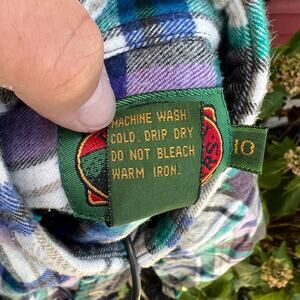 MACHINE WASH
COLD. DRIP DRY
DO NOT BLEACH
WARM IRON.
10